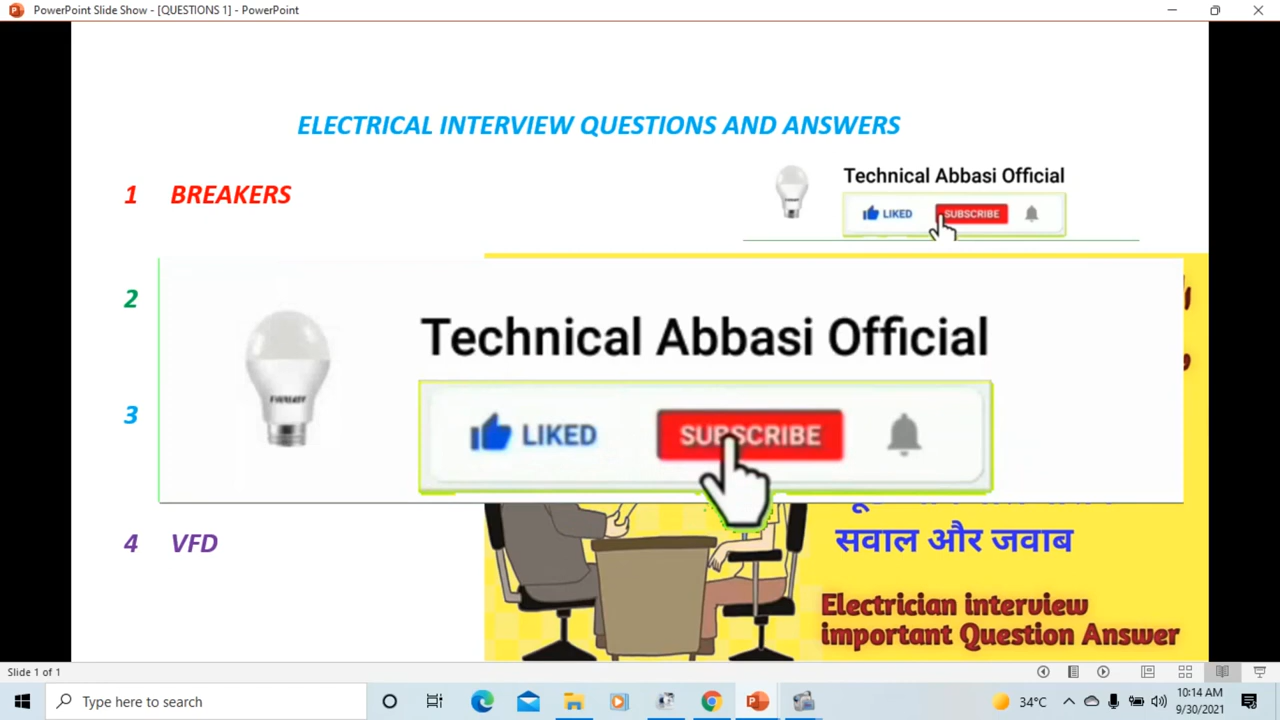 PowerPoint Slide Show - [QUESTIONS 1] - PowerPoint
ELECTRICAL INTERVIEW QUESTIONS AND ANSWERS
1 BREAKERS
Technical Abbasi Official
LIKED SUBSCRIBE
2
Technical Abbasi Official
EVEREADY
3
LIKED SUBSCRIBE
4 VFD
सवाल और जवाब
Electrician interview
important Question Answer
Slide 1 of 1
Type here to search
34°C
10:14 AM
9/30/2021